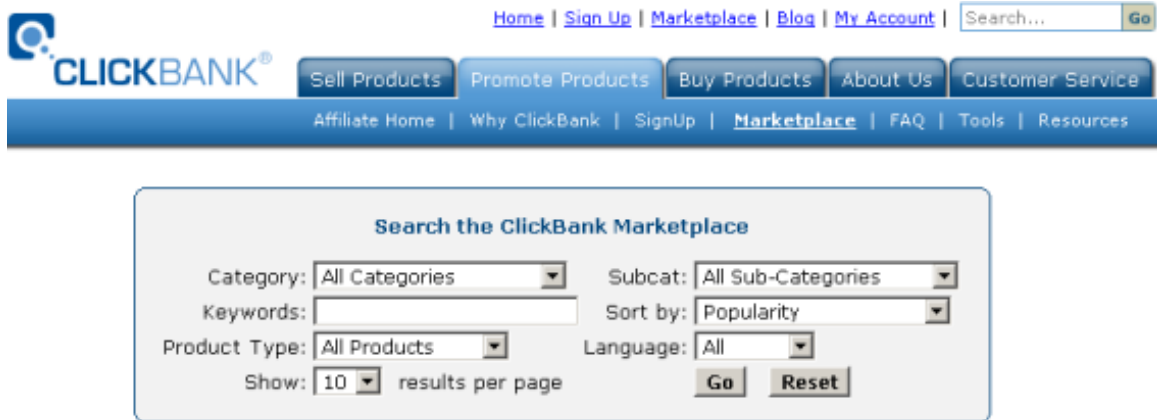 Home | Sign Up | Marketplace | Blog | My Account | Search... Go
CLICKBANK®
Sell Products Promote Products Buy Products About Us Customer Service
Affiliate Home | Why ClickBank | SignUp | Marketplace | FAQ | Tools | Resources
Search the ClickBank Marketplace
Category: All Categories Subcat: All Sub-Categories
Keywords: Sort by: Popularity
Product Type: All Products Language: All
Show: 10 results per page Go Reset